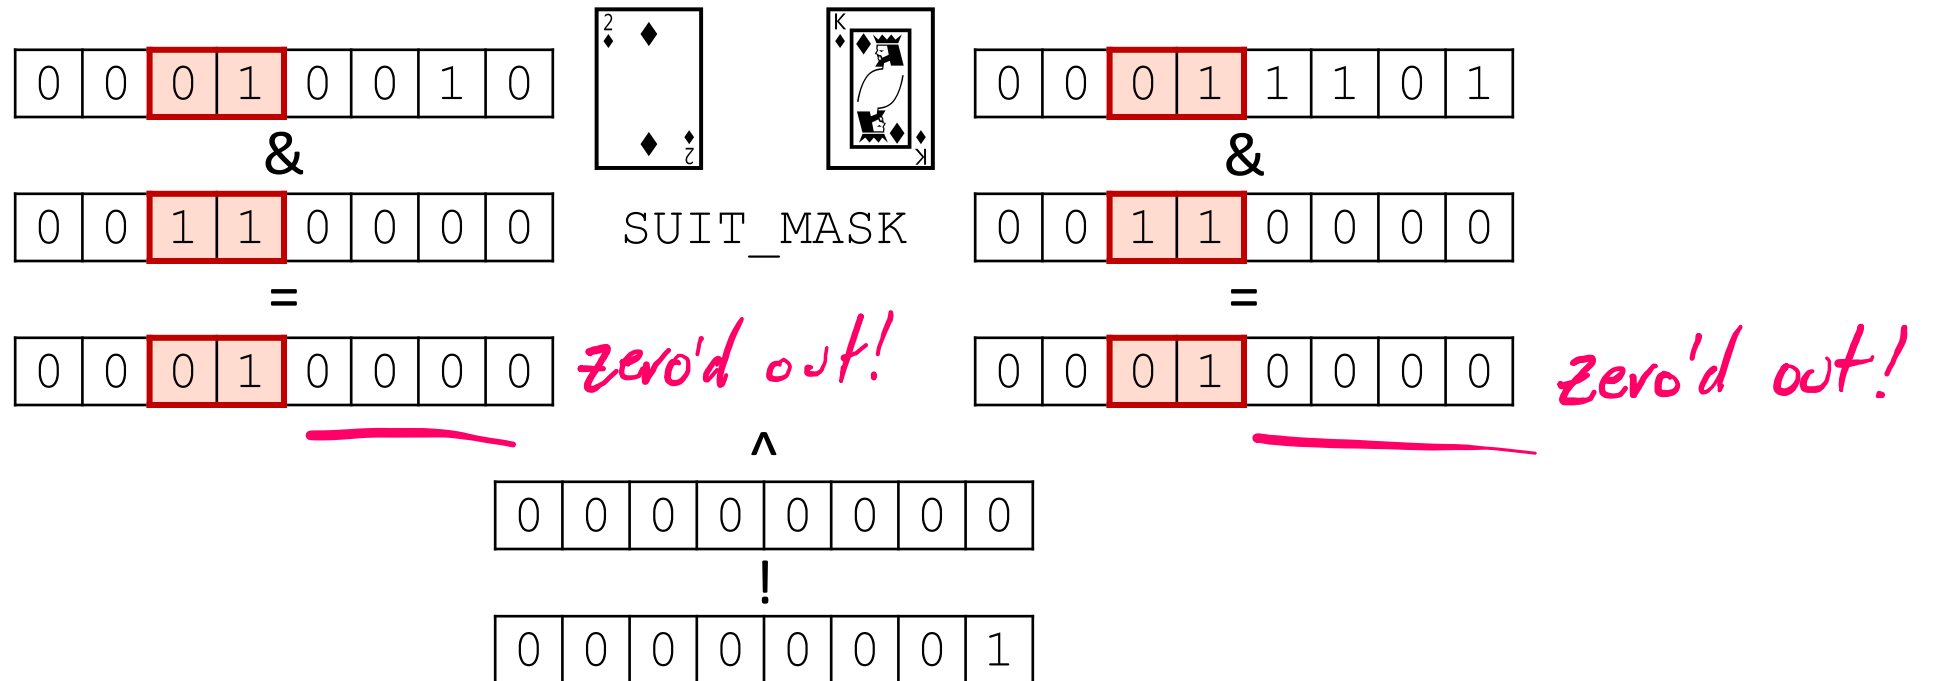 2 K
0 0 0 1 0 0 1 0 0 0 0 1 1 1 0 1
& 2 K &
0 0 1 1 0 0 0 0 SUIT_MASK 0 0 1 1 0 0 0 0
= =
0 0 0 1 0 0 0 0 zero'd out! 0 0 0 1 0 0 0 0 zero'd out!
^
0 0 0 0 0 0 0 0
!
0 0 0 0 0 0 0 1